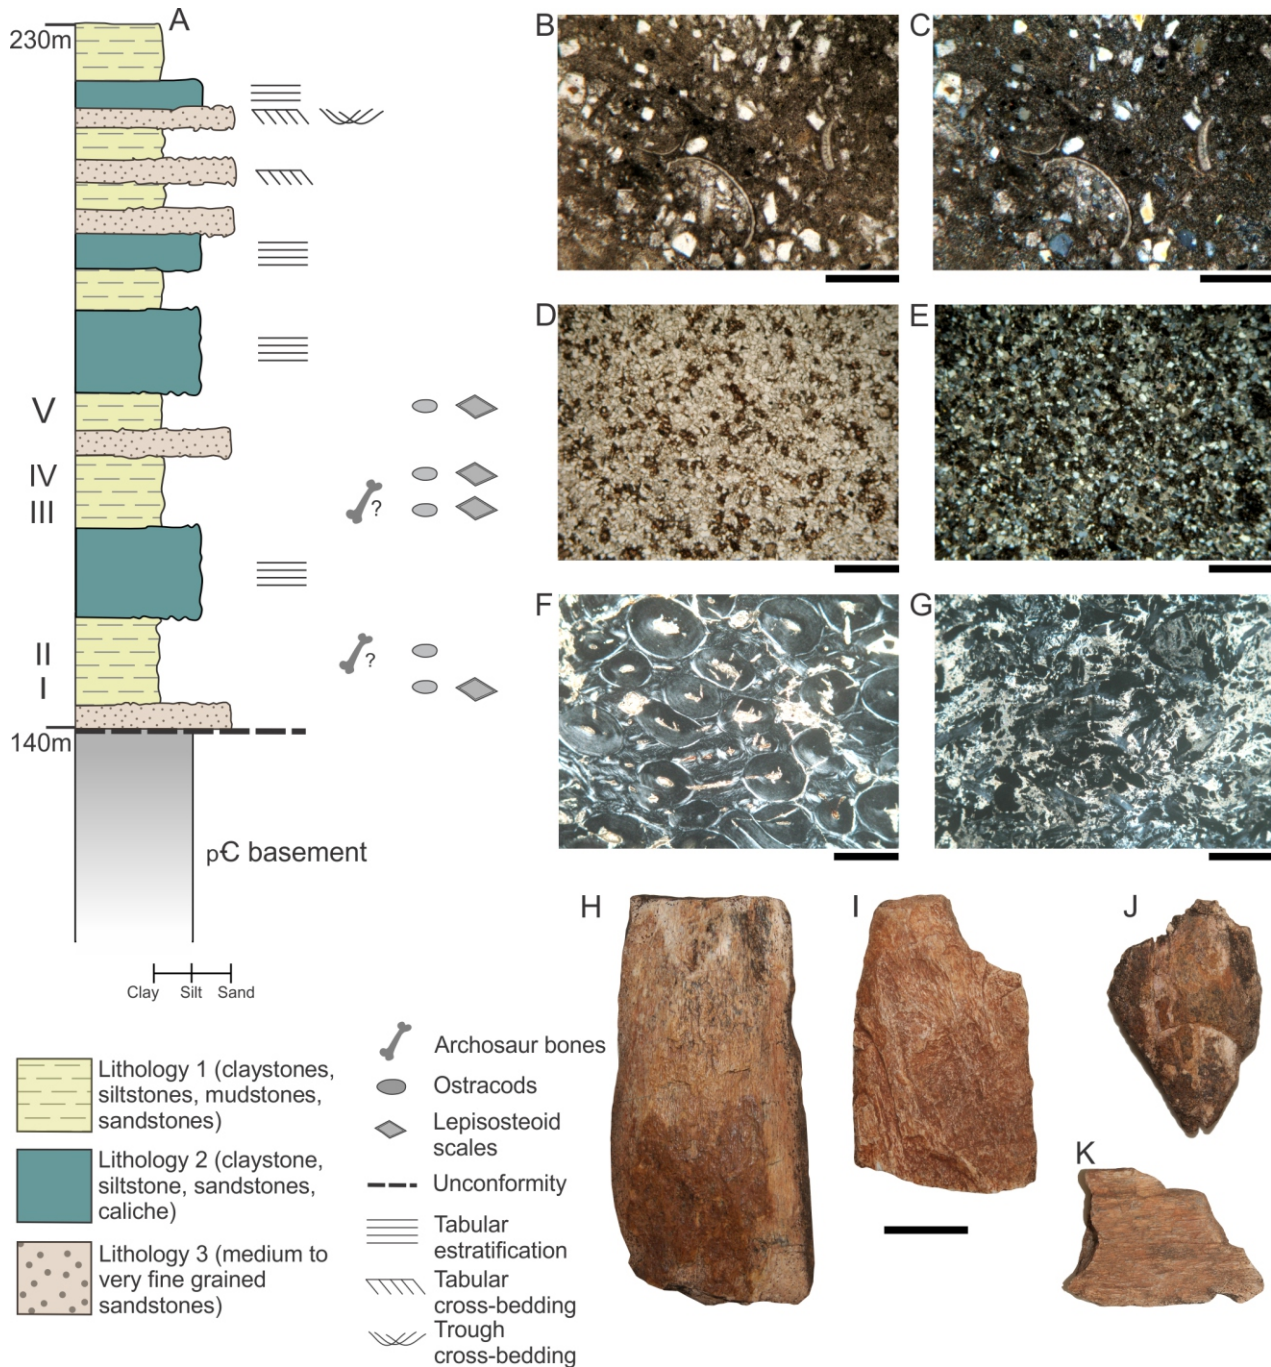 A
230m
V
IV
III
?
II
?
I
140m
pꞒ basement
Clay Silt Sand
Lithology 1 (claystones,
siltstones, mudstones,
sandstones)
Lithology 2 (claystone,
siltstone, sandstones,
caliche)
Lithology 3 (medium to
very fine grained
sandstones)
Archosaur bones
Ostracods
Lepisosteoid
scales
Unconformity
Tabular
estratification
Tabular
cross-bedding
Trough
cross-bedding
B
C
D
E
F
G
H
I
J
K